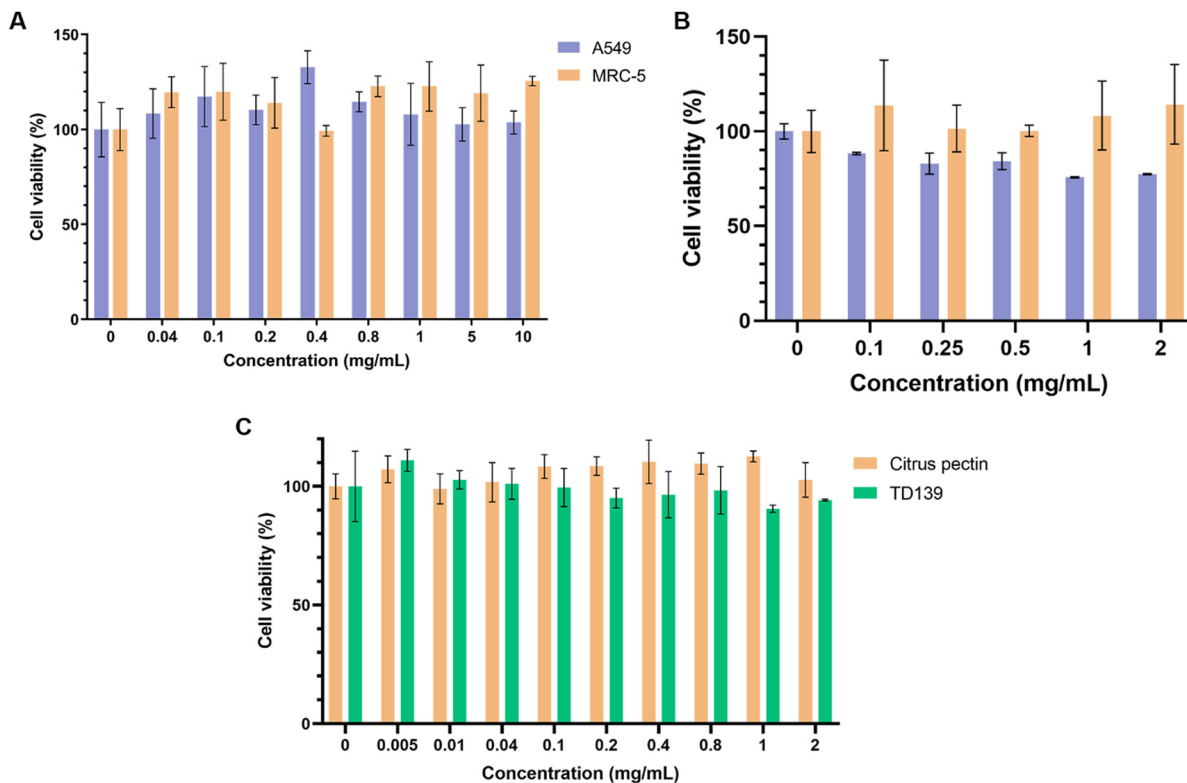 A
150
100
50
0
Cell viability (%)
0 0.04 0.1 0.2 0.4 0.8 1 5 10
Concentration (mg/mL)
A549
MRC-5
B
150
100
50
0
Cell viability (%)
0 0.1 0.25 0.5 1 2
Concentration (mg/mL)
C
100
50
0
Cell viability (%)
0 0.005 0.01 0.04 0.1 0.2 0.4 0.8 1 2
Concentration (mg/mL)
Citrus pectin
TD139